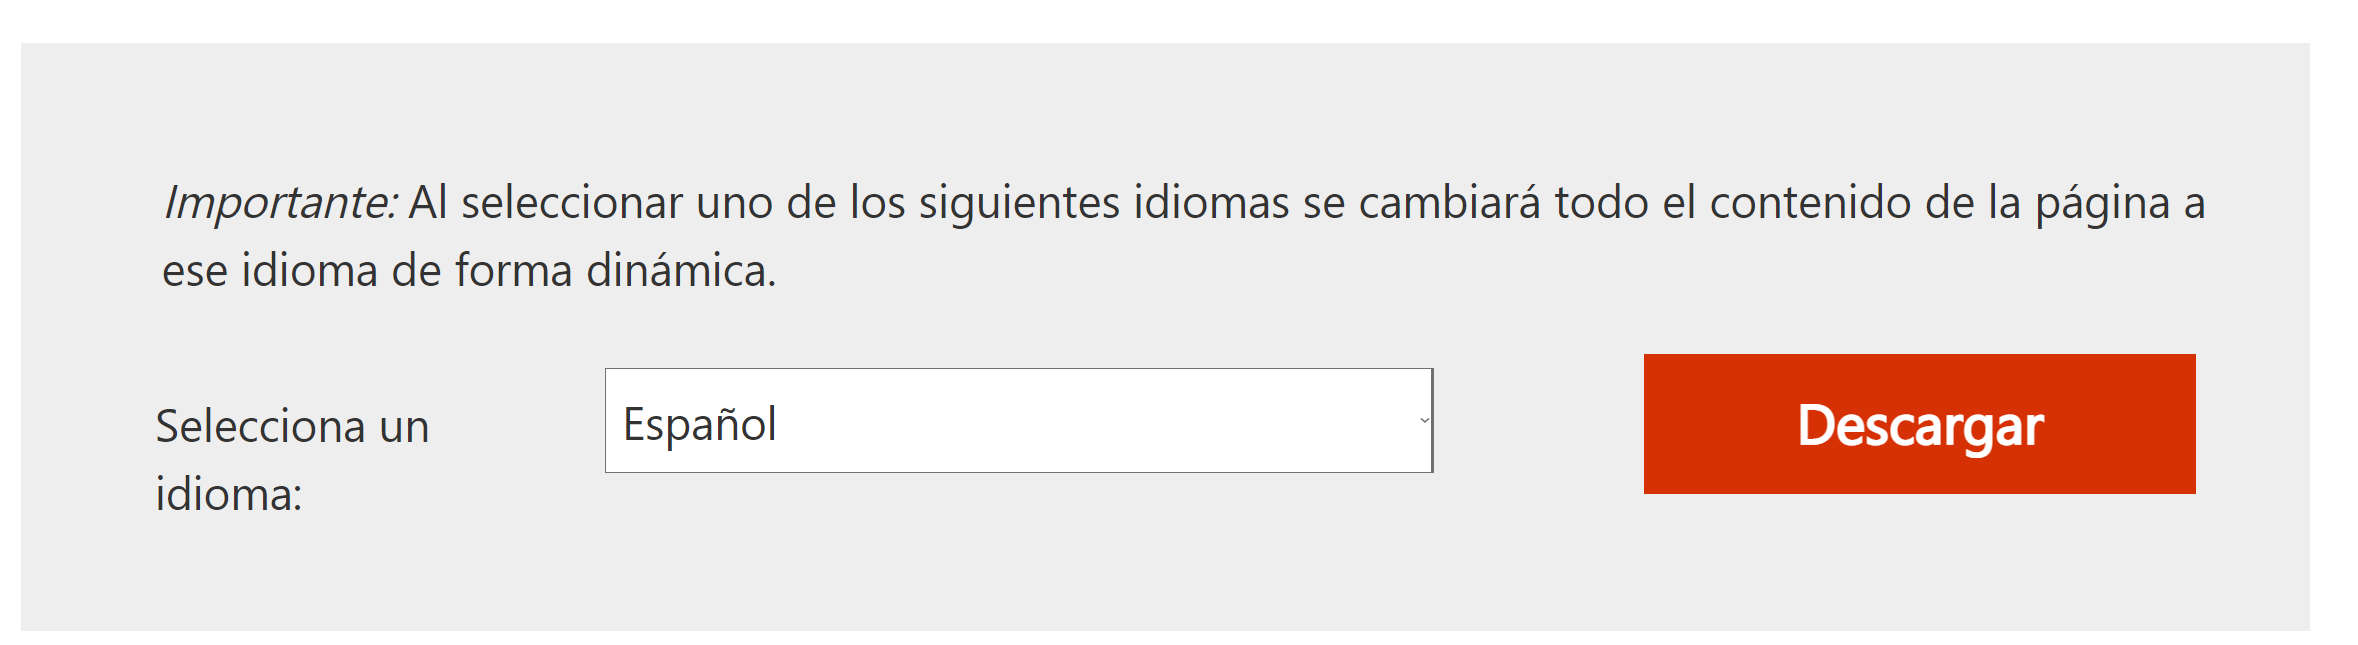 Importante: Al seleccionar uno de los siguientes idiomas se cambiará todo el contenido de la página a
ese idioma de forma dinámica.
Selecciona un
idioma:
Español
Descargar